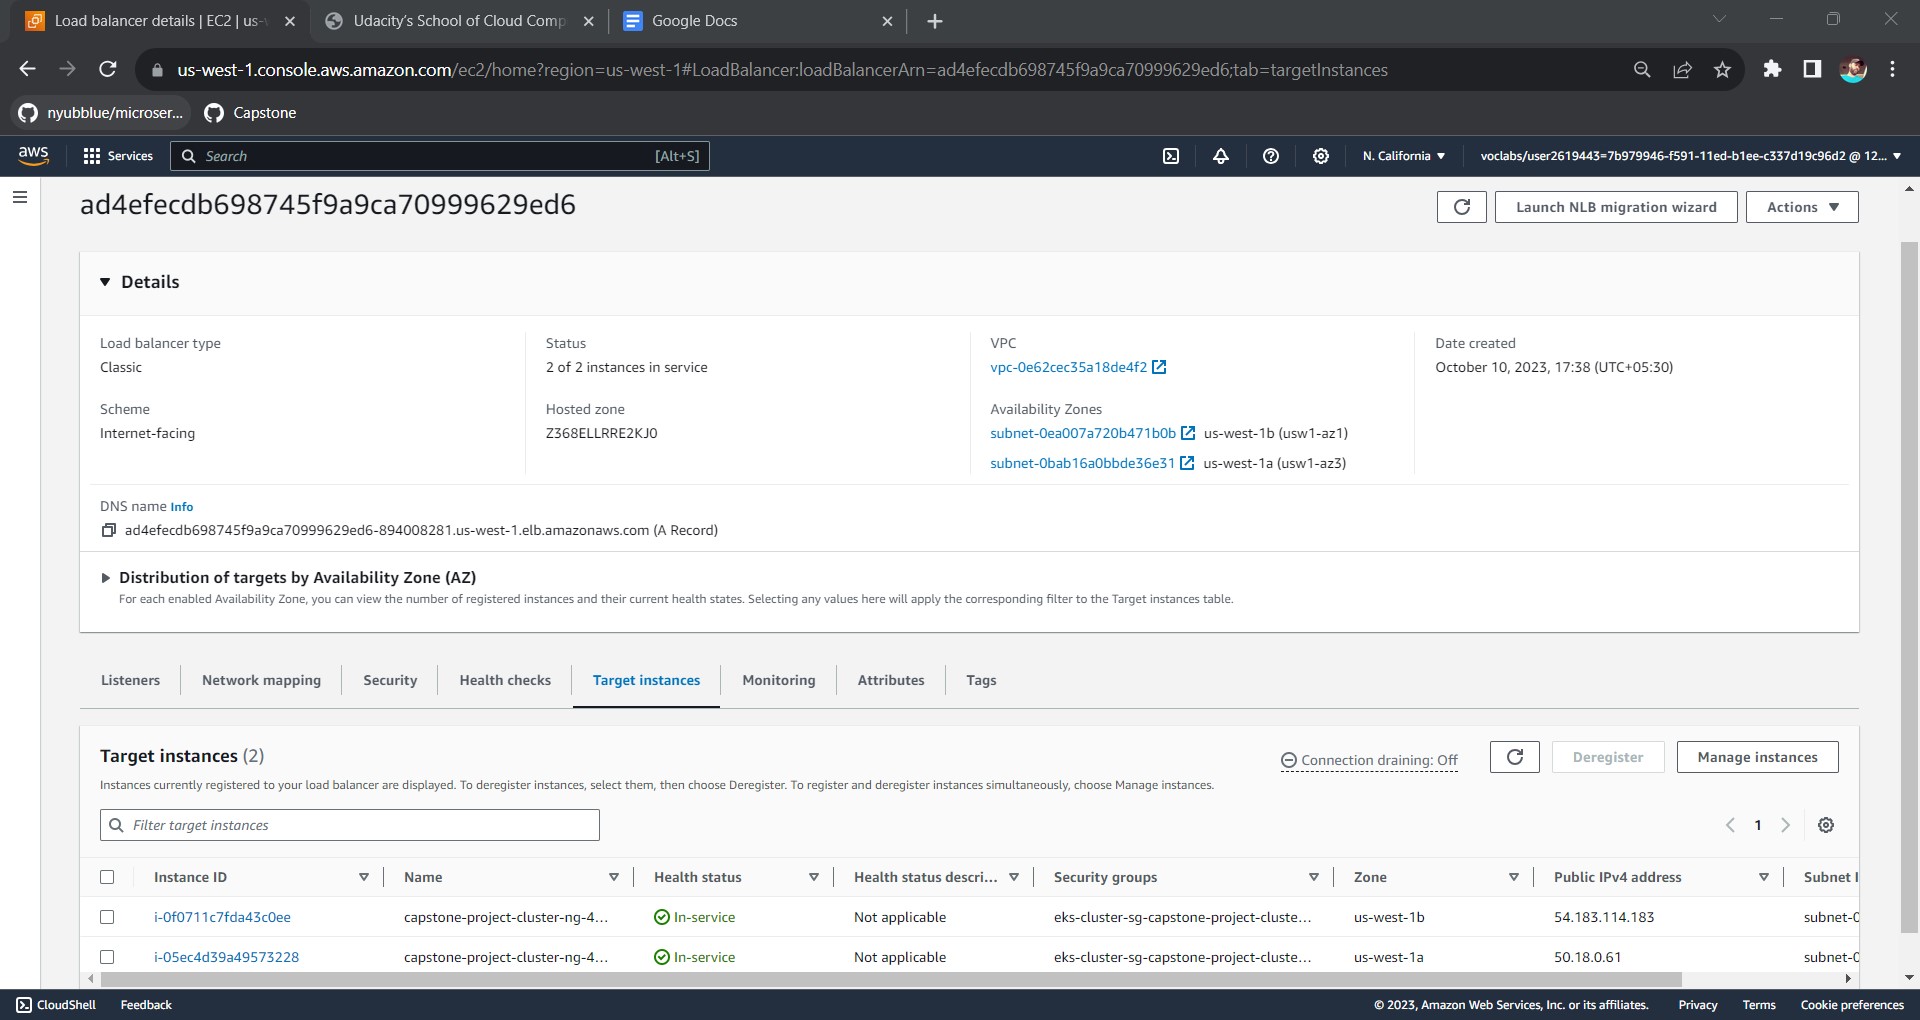 Load balancer details | EC2 | us-w
Udacity's School of Cloud Comp
Google Docs
us-west-1.console.aws.amazon.com/ec2/home?region=us-west-1#LoadBalancer:loadBalancerArn=ad4efecdb698745f9a9ca70999629ed6;tab=targetInstances
nyubblue/microser...
Capstone
aws
Services
Search
[Alt+S]
N. California
voclabs/user2619443=7b979946-f591-11ed-b1ee-c337d19c96d2 @ 12...
ad4efecdb698745f9a9ca70999629ed6
Launch NLB migration wizard
Actions
Details
Load balancer type
Classic
Status
2 of 2 instances in service
VPC
vpc-0e62cec35a18de4f2
Date created
October 10, 2023, 17:38 (UTC+05:30)
Scheme
Internet-facing
Hosted zone
Z368ELLRRE2KJ0
Availability Zones
subnet-0ea007a720b471b0b us-west-1b (usw1-az1)
subnet-0bab16a0bbde36e31 us-west-1a (usw1-az3)
DNS name Info
ad4efecdb698745f9a9ca70999629ed6-894008281.us-west-1.elb.amazonaws.com (A Record)
Distribution of targets by Availability Zone (AZ)
For each enabled Availability Zone, you can view the number of registered instances and their current health states. Selecting any values here will apply the corresponding filter to the Target instances table.
Listeners
Network mapping
Security
Health checks
Target instances
Monitoring
Attributes
Tags
Target instances (2)
Connection draining: Off
Deregister
Manage instances
Instances currently registered to your load balancer are displayed. To deregister instances, select them, then choose Deregister. To register and deregister instances simultaneously, choose Manage instances.
Filter target instances
1
Instance ID Name Health status Health status descri... Security groups Zone Public IPv4 address Subnet I
i-0f0711c7fda43c0ee capstone-project-cluster-ng-4... In-service Not applicable eks-cluster-sg-capstone-project-cluste... us-west-1b 54.183.114.183 subnet-0
i-05ec4d39a49573228 capstone-project-cluster-ng-4... In-service Not applicable eks-cluster-sg-capstone-project-cluste... us-west-1a 50.18.0.61 subnet-0
CloudShell
Feedback
© 2023, Amazon Web Services, Inc. or its affiliates.
Privacy
Terms
Cookie preferences